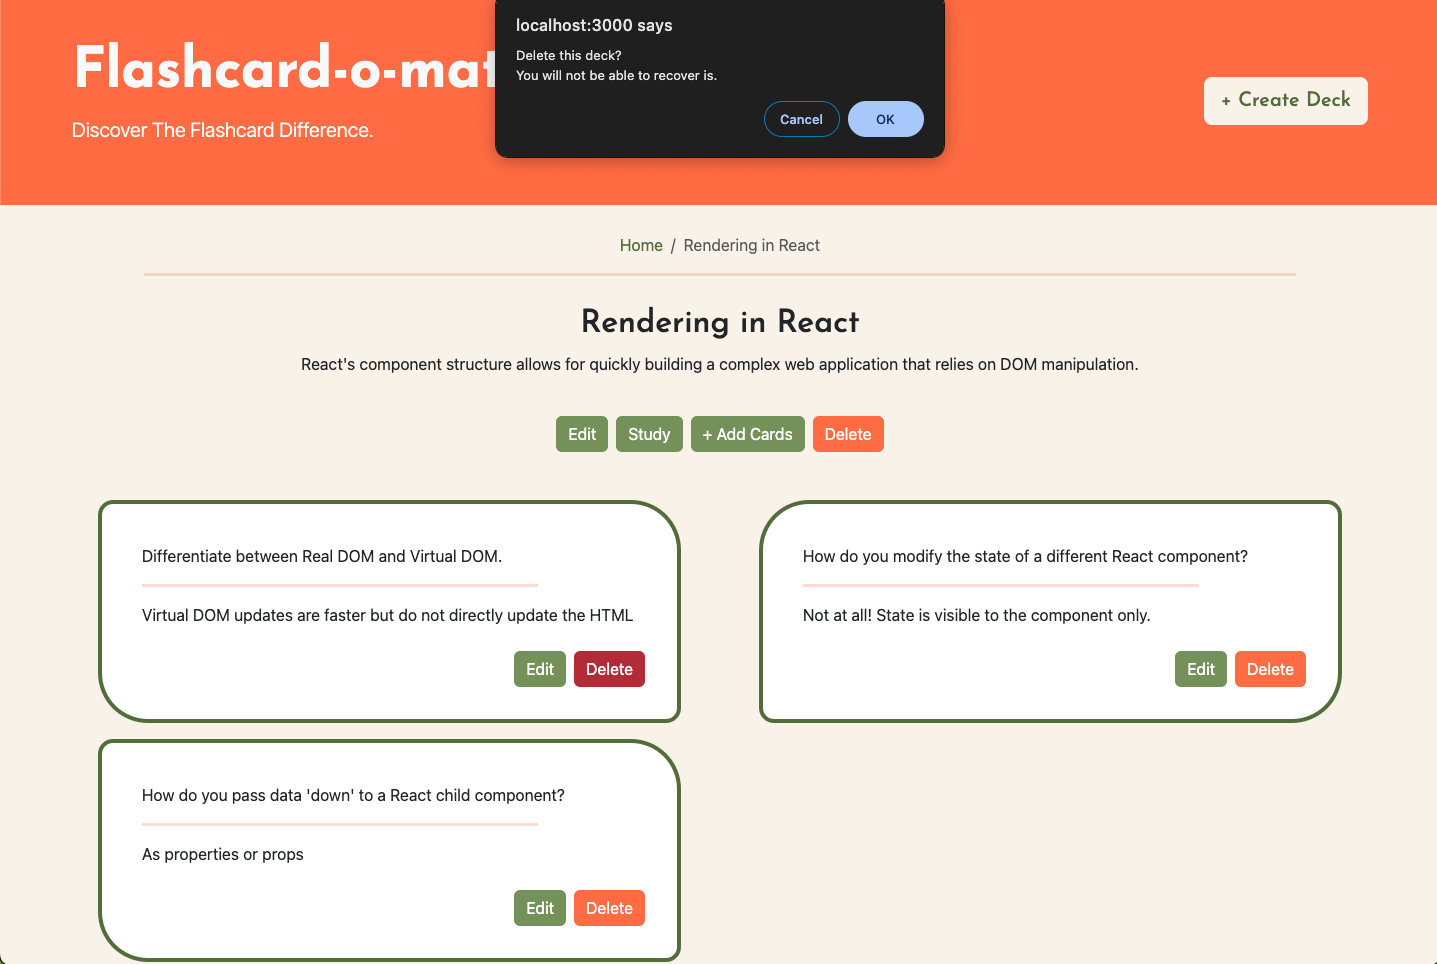 localhost:3000 says
Delete this deck?
You will not be able to recover is.
Cancel OK
Flashcard-o-mat
Discover The Flashcard Difference.
+ Create Deck
Home / Rendering in React
Rendering in React
React's component structure allows for quickly building a complex web application that relies on DOM manipulation.
Edit Study + Add Cards Delete
Differentiate between Real DOM and Virtual DOM.
Virtual DOM updates are faster but do not directly update the HTML
Edit Delete
How do you modify the state of a different React component?
Not at all! State is visible to the component only.
Edit Delete
How do you pass data 'down' to a React child component?
As properties or props
Edit Delete